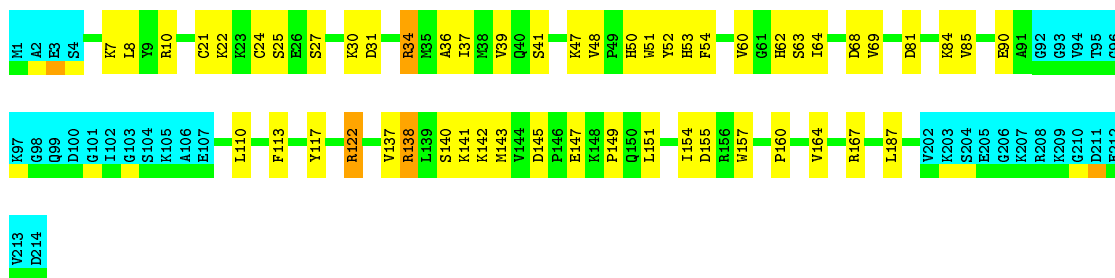 M1 A2 E3 S4 K7 L8 Y9 R10 C21 K22 K23 C24 S25 E26 S27 K30 D31 R34 M35 A36 I37 M38 V39 Q40 S41 K47 V48 P49 H50 W51 Y52 H53 F54 V60 G61 H62 S63 I64 D68 V69 D81 K84 V85 E90 A91 G92 G93 V94 T95 G96
K97 G98 Q99 D100 G101 I102 G103 S104 K105 A106 E107 L110 F113 Y117 R122 V137 R138 L139 S140 K141 K142 M143 V144 D145 P146 E147 K148 P149 Q150 L151 I154 D155 R156 W157 P160 V164 R167 L187 V202 K203 S204 E205 G206 K207 R208 K209 G210 D211
V213 D214